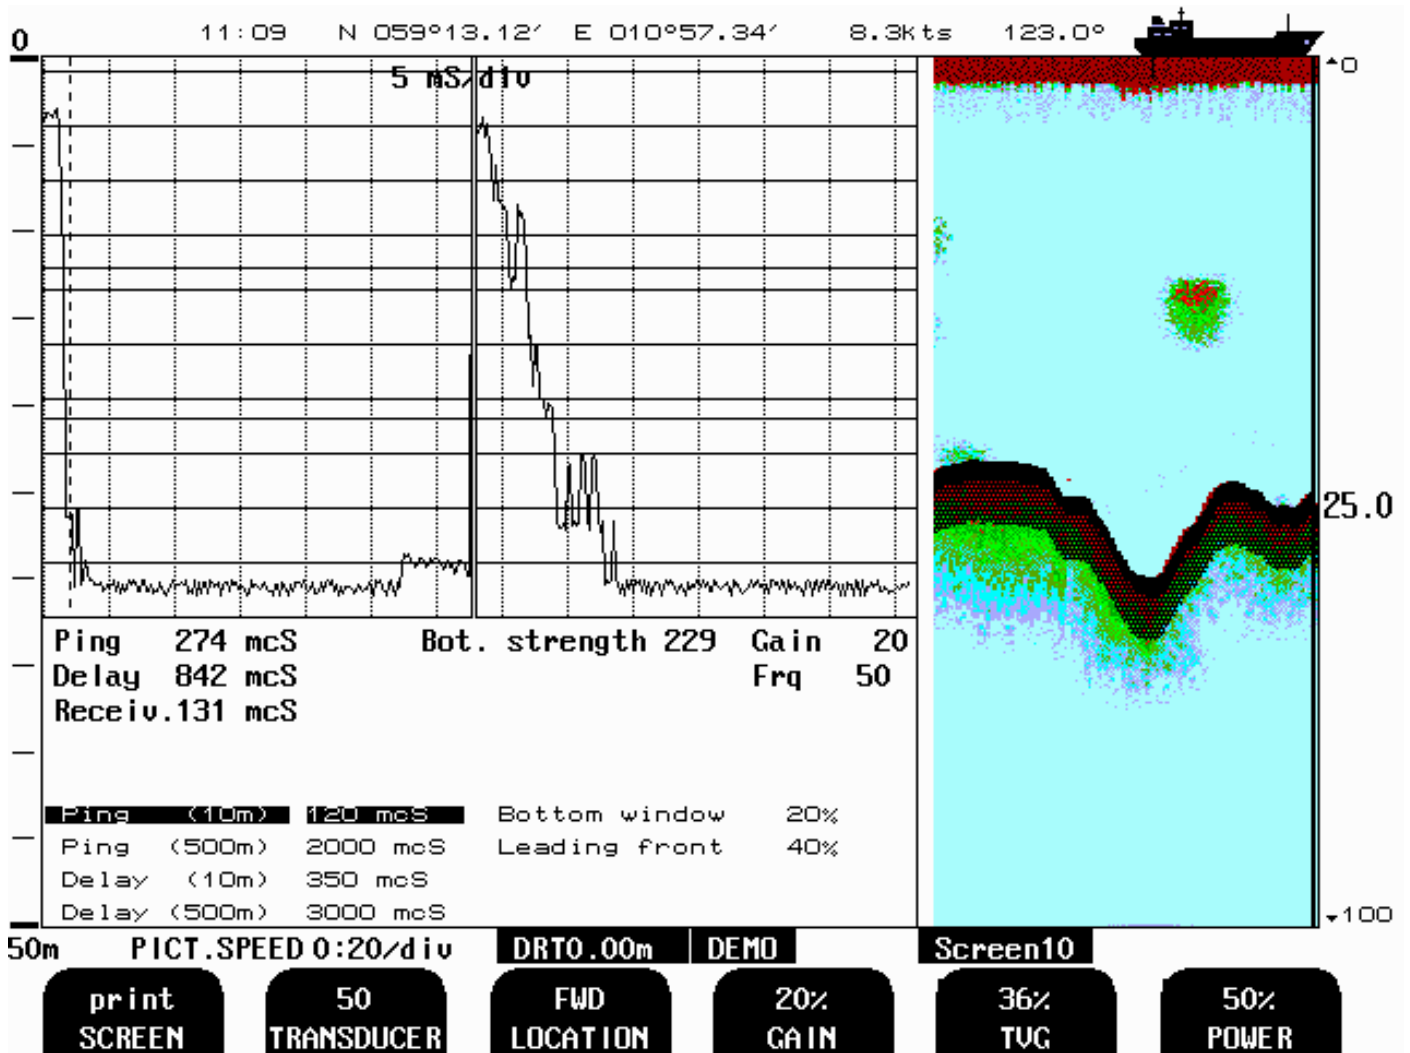 11:09 N 059°13.12′ E 010°57.34′ 8.3Kts 123.0°
0
5 mS/div
0
25.0
Ping 274 mcS Bot. strength 229 Gain 20
Delay 842 mcS Frq 50
Receiv.131 mcS
Ping (10m) 120 mcS Bottom window 20%
Ping (500m) 2000 mcS Leading front 40%
Delay (10m) 350 mcS
Delay (500m) 3000 mcS
100
50m PICT.SPEED 0:20/div DRT0.00m DEMO Screen10
print 50 FWD 20% 36% 50%
SCREEN TRANSDUCER LOCATION GAIN TVG POWER